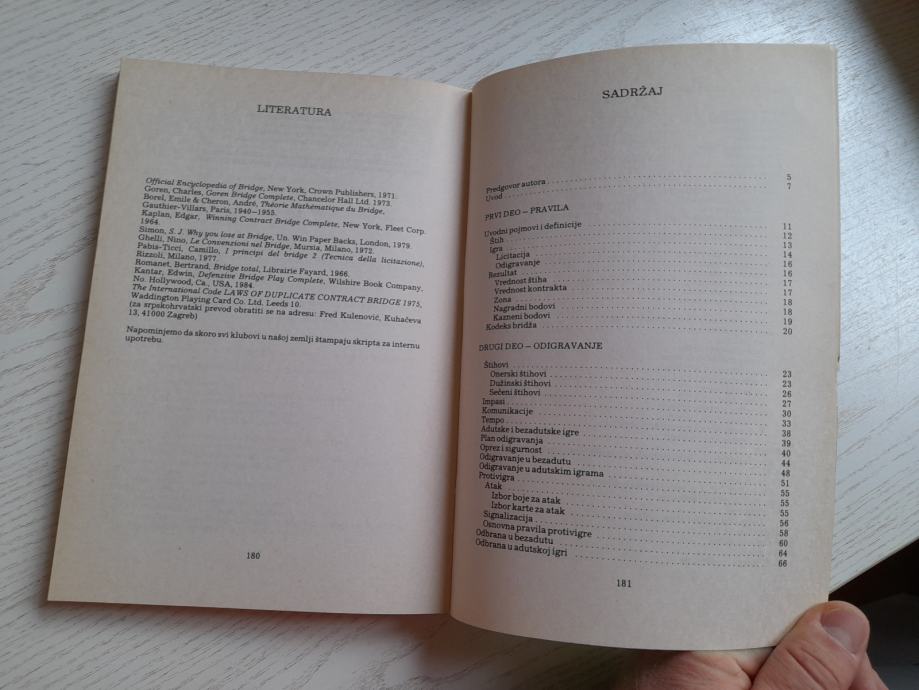 LITERATURA
Official Encyclopedia of Bridge, New York, Crown Publishers, 1971.
Goren, Charles, Goren Bridge Complete, Chancelor Hall Ltd. 1973.
Borel, Emile & Cheron, André, Théorie Mathématique du Bridge,
Gauthier-Villars, Paris, 1940–1955.
Kaplan, Edgar, Winning Contract Bridge Complete, New York, Fleet Corp.
1964.
Simon, S. J. Why you lose at Bridge, Un. Win Paper Backs, London, 1979.
Ghelli, Nino, Le Convenzioni nel Bridge, Mursia, Milano, 1972.
Pabis-Ticci, Camillo, I principi del bridge 2 (Tecnica della licitazione),
Rizzoli, Milano, 1977.
Romanet, Bertrand, Bridge total, Librairie Fayard, 1966.
Kantar, Edwin, Defenzive Bridge Play Complete, Wilshire Book Company,
No. Hollywood, Ca., USA, 1984.
The International Code LAWS OF DUPLICATE CONTRACT BRIDGE 1975,
Waddington Playing Card Co. Ltd. Leeds 10.
(za srpskohrvatski prevod obratiti se na adresu: Fred Kulenović, Kuhačeva
13, 41000 Zagreb)
Napominjemo da skoro svi klubovi u našoj zemlji štampaju skripta za internu
upotrebu.
180
SADRŽAJ
Predgovor autora 5
Uvod 7
PRVI DEO – PRAVILA
Uvodni pojmovi i definicije 11
Štih 12
Igra 13
Licitacija 14
Odigravanje 16
Rezultat 16
Vrednost štiha 17
Vrednost kontrakta 17
Zona 18
Nagradni bodovi 18
Kazneni bodovi 19
Kodeks bridža 20
DRUGI DEO – ODIGRAVANJE
Štihovi 23
Onerski štihovi 23
Dužinski štihovi 26
Sečeni štihovi 27
Impasi 30
Komunikacije 33
Tempo 38
Adutske i bezadutske igre 39
Plan odigravanja 40
Oprez i sigurnost 44
Odigravanje u bezadutu 48
Odigravanje u adutskim igrama 51
Protivigra 55
Atak 55
Izbor boje za atak 55
Izbor karte za atak 56
Signalizacija 58
Osnovna pravila protivigre 60
Odbrana u bezadutu 64
Odbrana u adutskoj igri 66
181